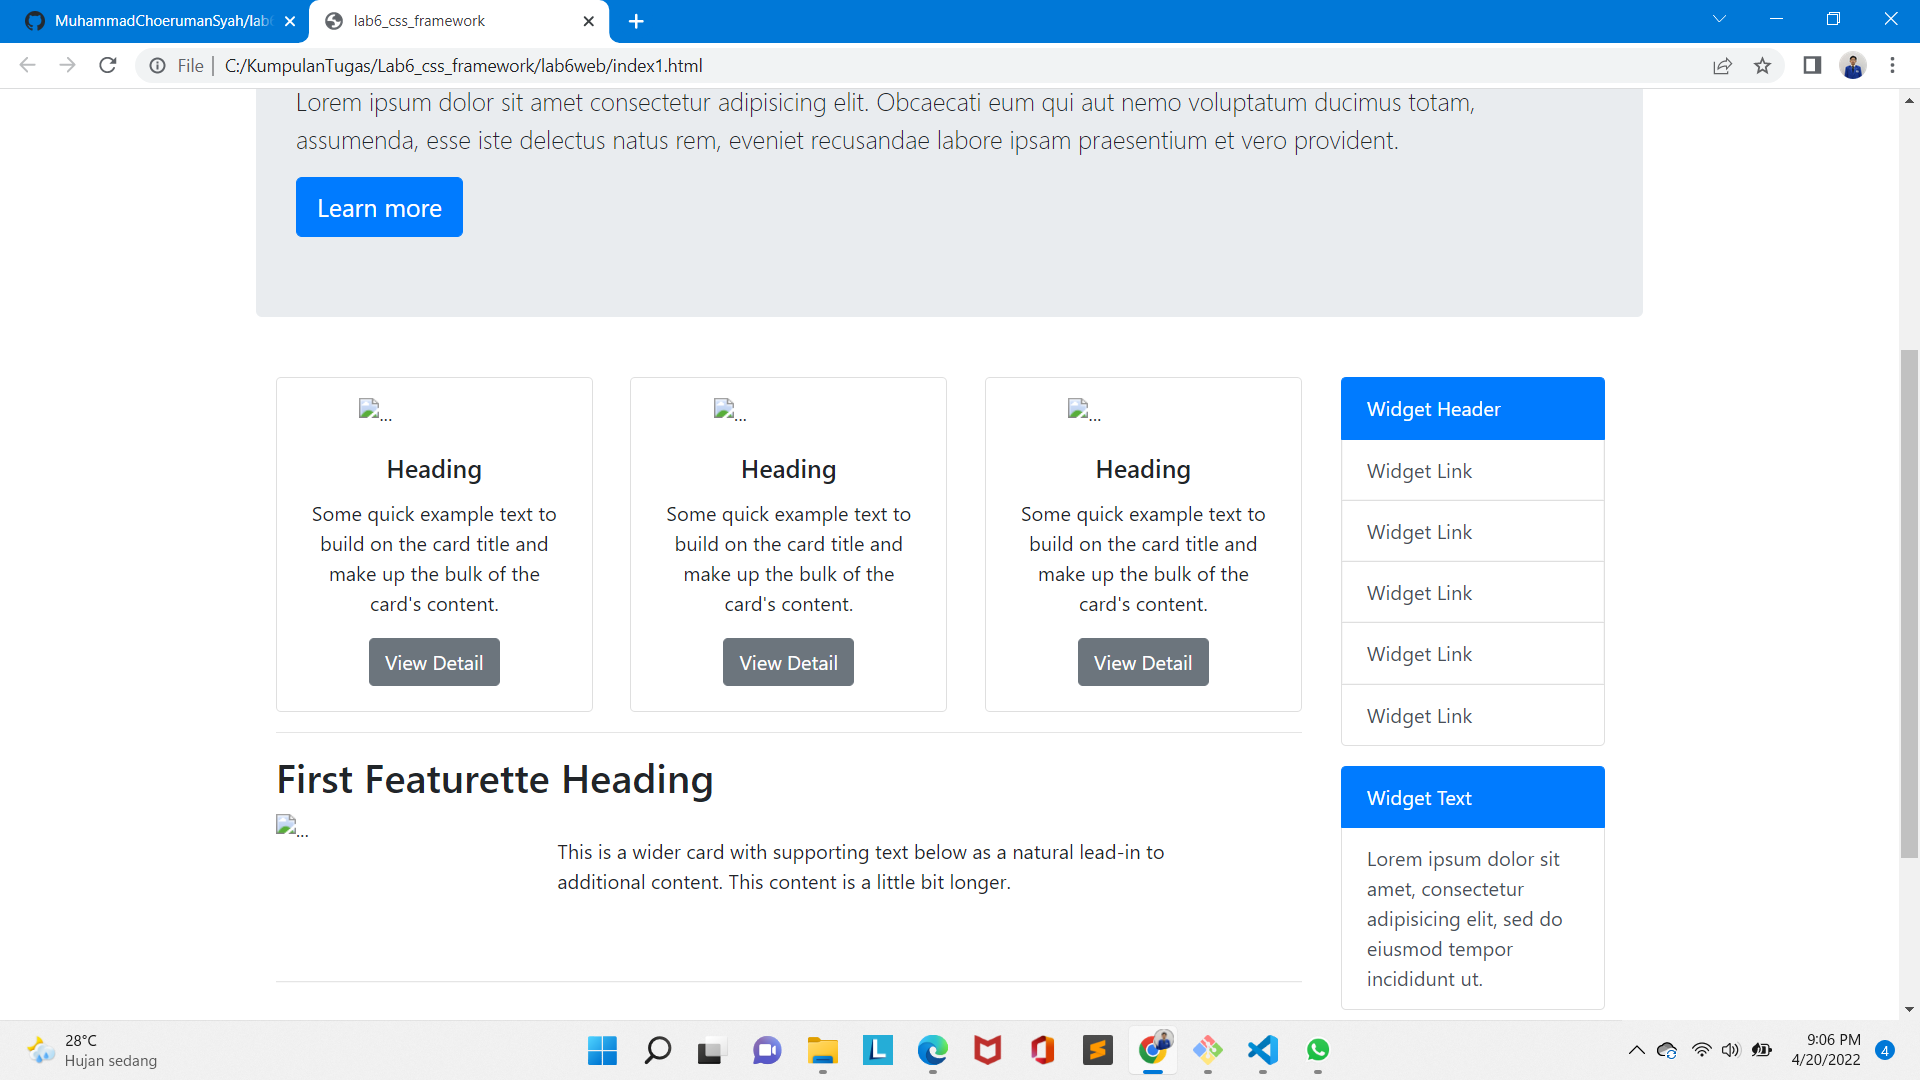 MuhammadChoerumanSyah/lab6
lab6_css_framework
File
C:/KumpulanTugas/Lab6_css_framework/lab6web/index1.html
Lorem ipsum dolor sit amet consectetur adipisicing elit. Obcaecati eum qui aut nemo voluptatum ducimus totam,
assumenda, esse iste delectus natus rem, eveniet recusandae labore ipsam praesentium et vero provident.
Learn more
...
Heading
Some quick example text to
build on the card title and
make up the bulk of the
card's content.
View Detail
...
Heading
Some quick example text to
build on the card title and
make up the bulk of the
card's content.
View Detail
...
Heading
Some quick example text to
build on the card title and
make up the bulk of the
card's content.
View Detail
First Featurette Heading
...
This is a wider card with supporting text below as a natural lead-in to
additional content. This content is a little bit longer.
Widget Header
Widget Link
Widget Link
Widget Link
Widget Link
Widget Link
Widget Text
Lorem ipsum dolor sit
amet, consectetur
adipisicing elit, sed do
eiusmod tempor
incididunt ut.
28°C
Hujan sedang
9:06 PM
4/20/2022
4